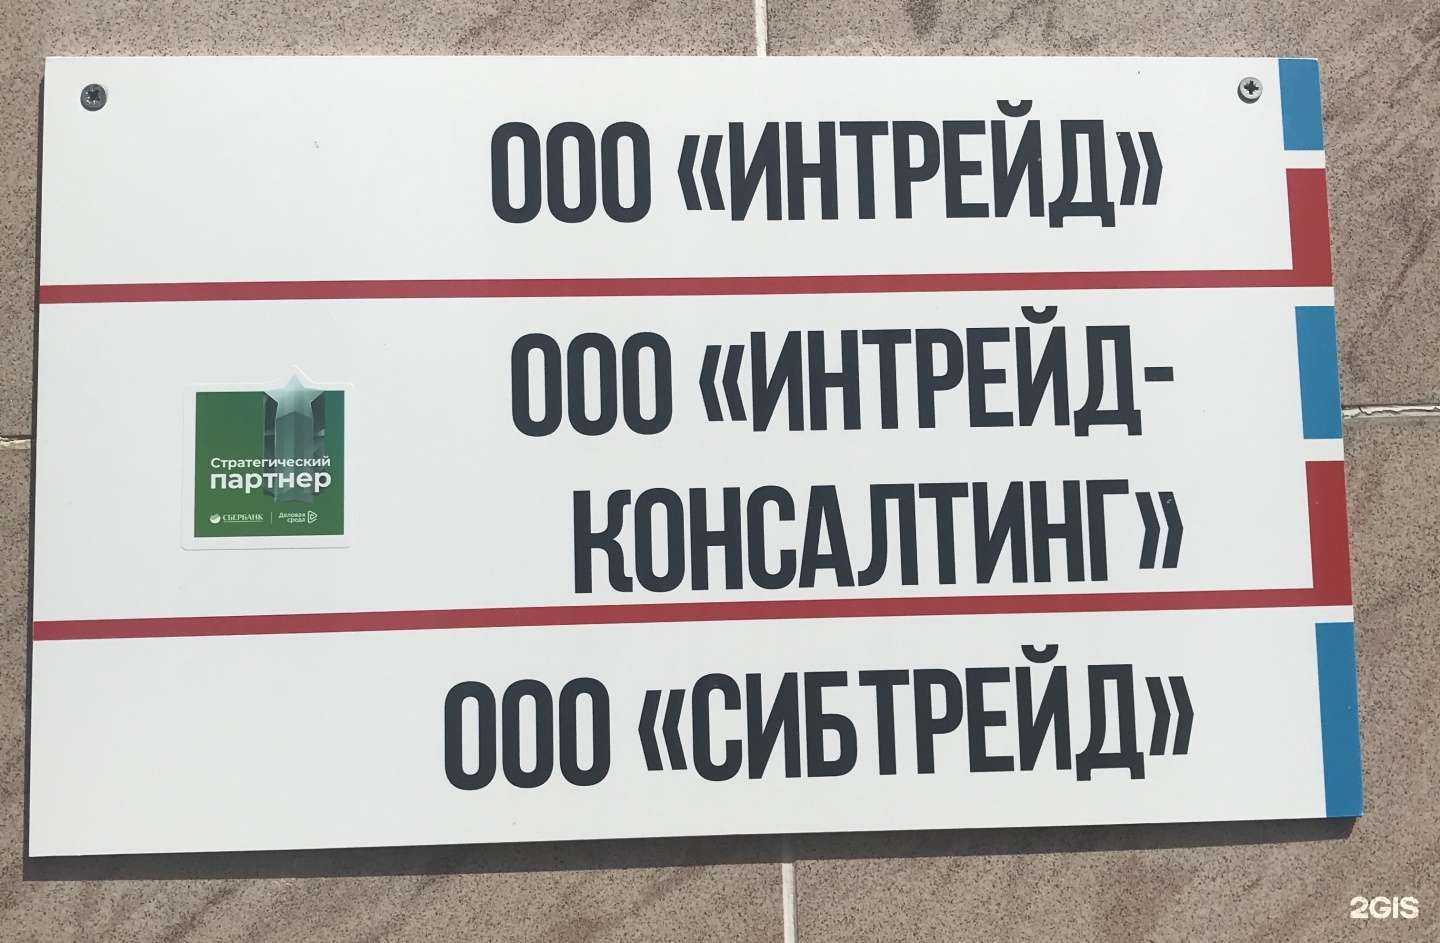 ООО «ИНТРЕЙД»
ООО «ИНТРЕЙД-
КОНСАЛТИНГ»
Стратегический
партнер
СБЕРБАНК
Деловая
среда
ООО «СИБТРЕЙД»
2GIS